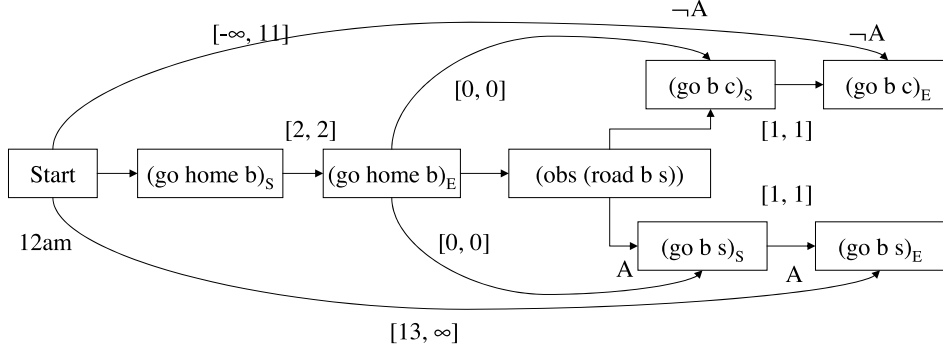 ¬A
[-∞, 11]
¬A
[0, 0]
(go b c)S
(go b c)E
[2, 2]
[1, 1]
Start
(go home b)S
(go home b)E
(obs (road b s))
[1, 1]
12am
[0, 0]
(go b s)S
(go b s)E
A
A
[13, ∞]